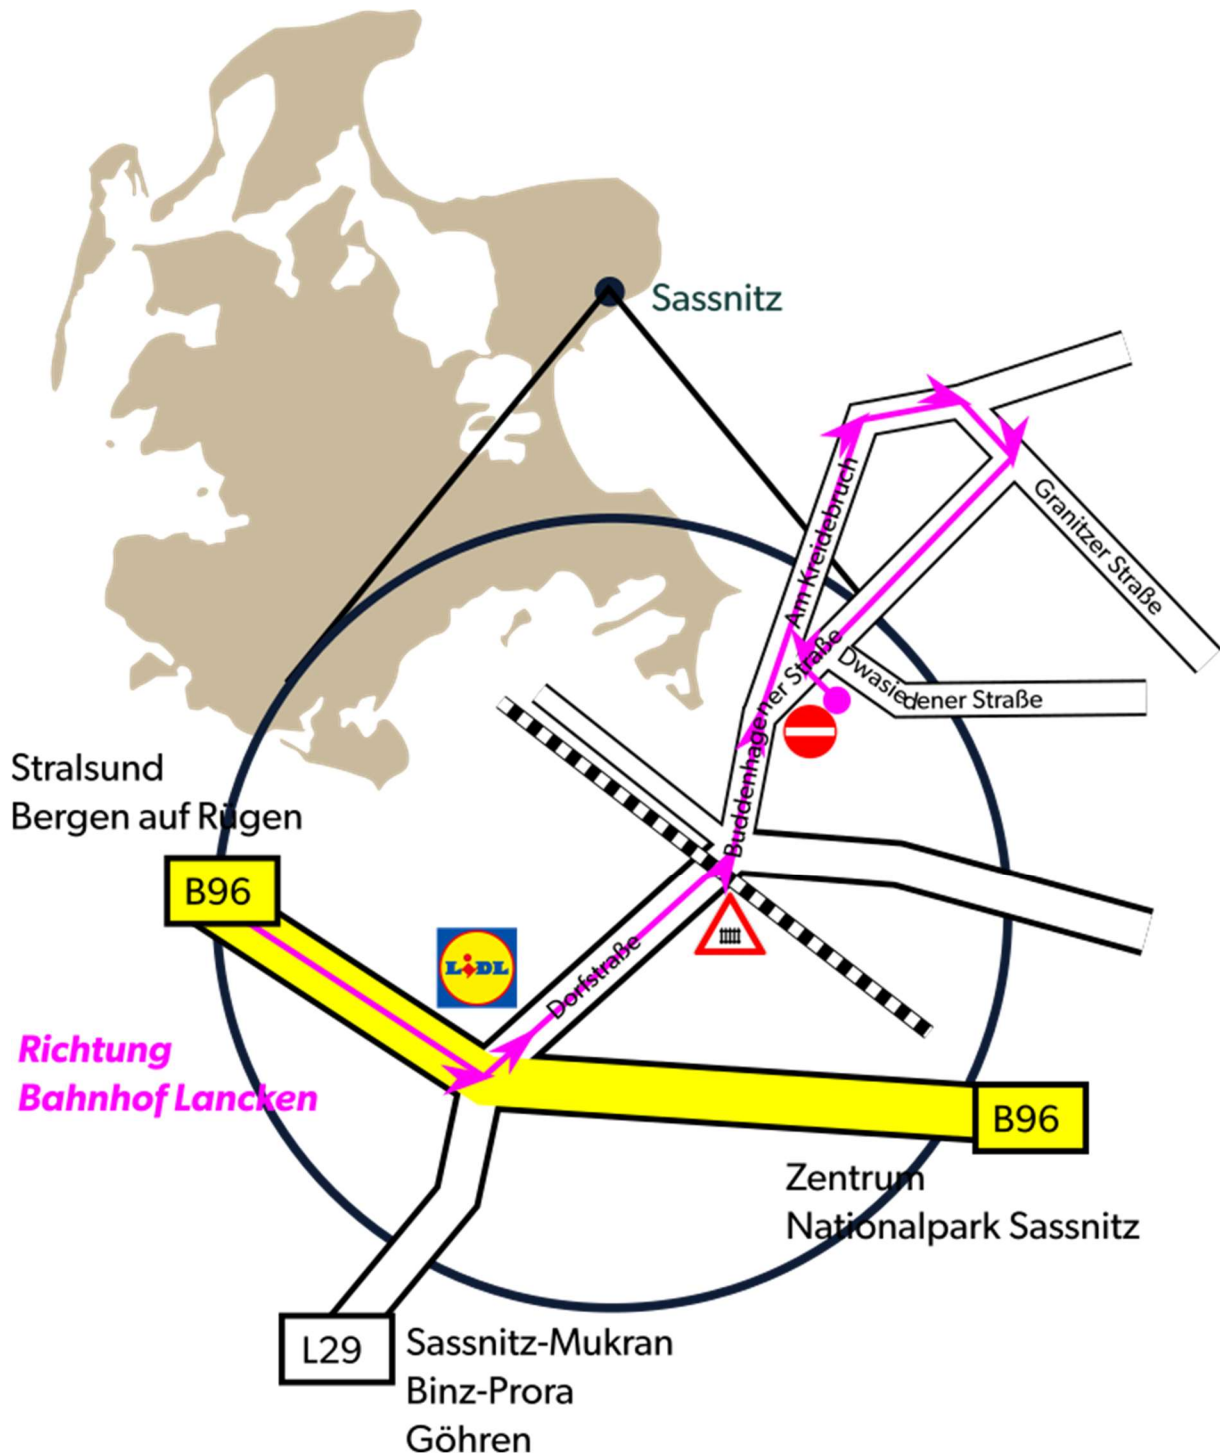 Sassnitz
Am Kreidebruch
Granitzer Straße
Buddenhagener Straße
Dwasiedener Straße
Stralsund
Bergen auf Rügen
B96
LIDL
Dorfstraße
Richtung
Bahnhof Lancken
B96
Zentrum
Nationalpark Sassnitz
L29
Sassnitz-Mukran
Binz-Prora
Göhren